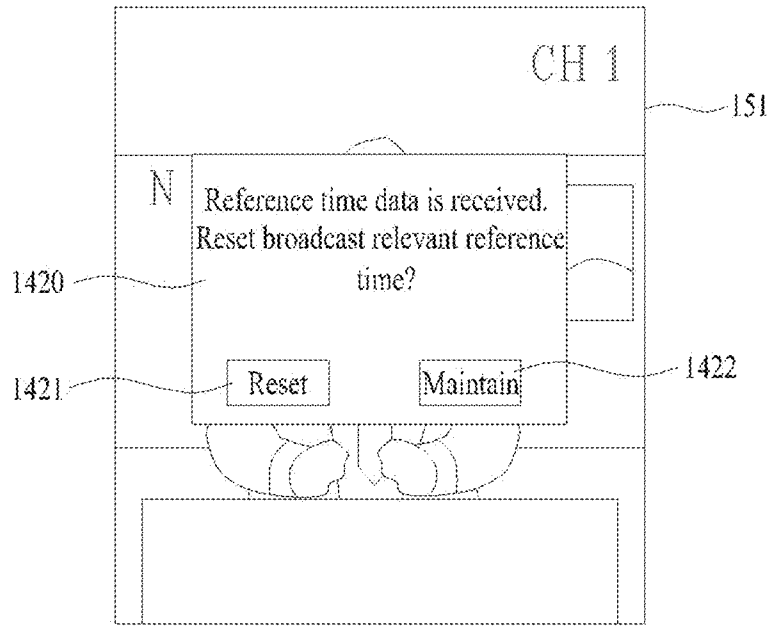 CH 1
151
N
Reference time data is received.
Reset broadcast relevant reference
time?
1420
1421
Reset
Maintain
1422